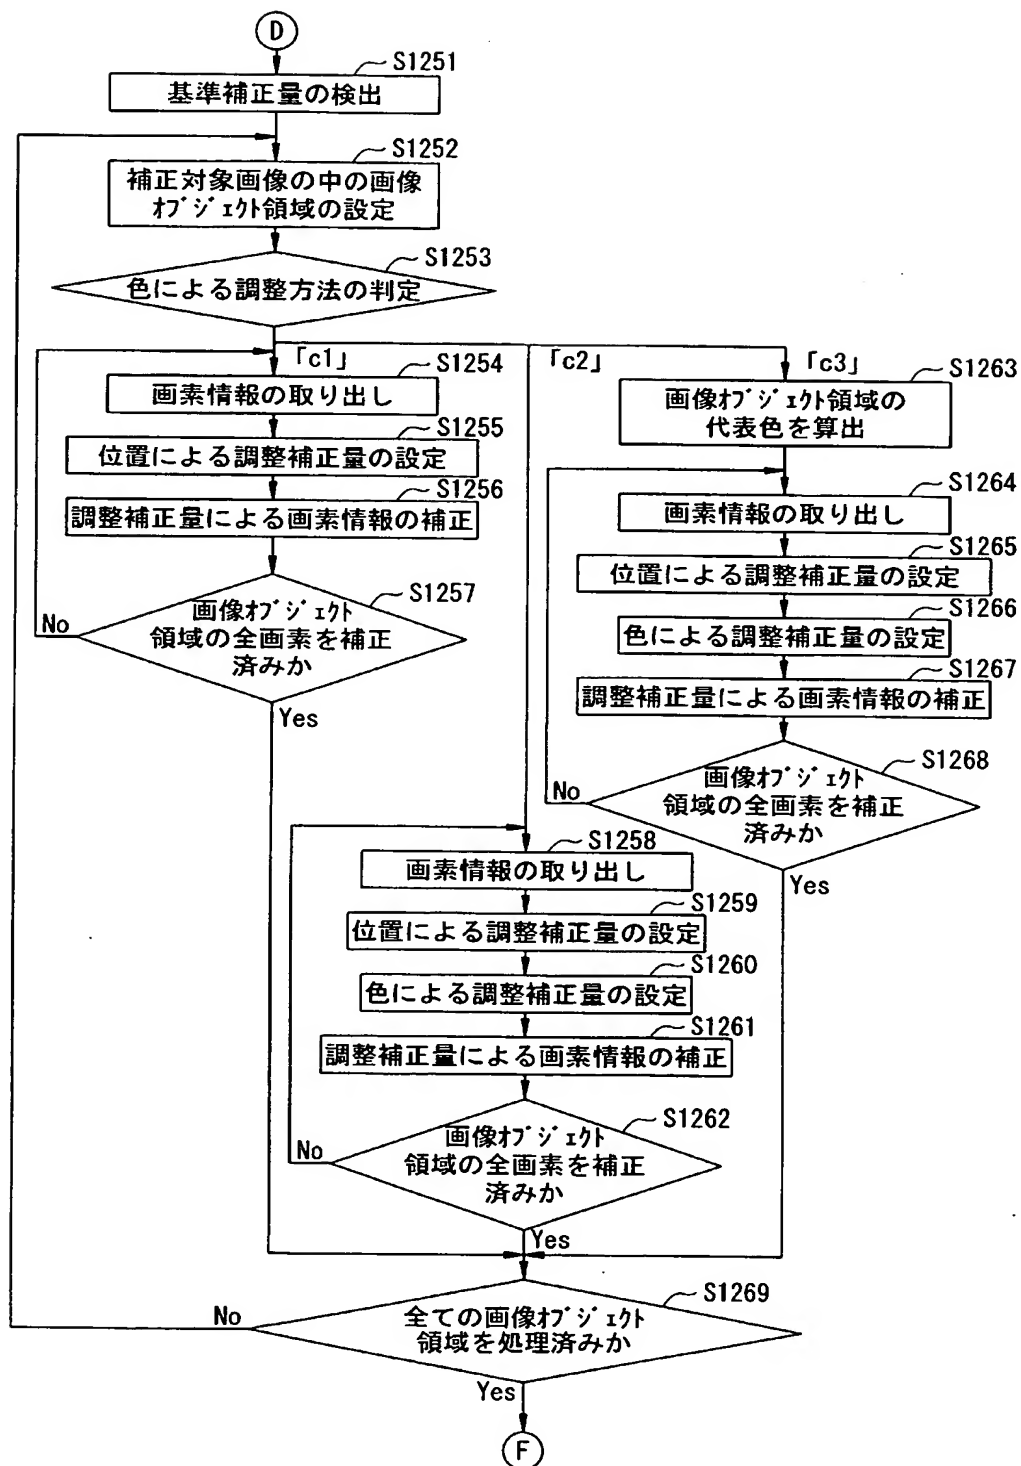 D
S1251
基準補正量の検出
S1252
補正対象画像の中の画像
オブジェクト領域の設定
S1253
色による調整方法の判定
「c1」
S1254
画素情報の取り出し
S1255
位置による調整補正量の設定
S1256
調整補正量による画素情報の補正
S1257
画像オブジェクト
領域の全画素を補正
済みか
No
Yes
「c2」
「c3」
S1263
画像オブジェクト領域の
代表色を算出
S1264
画素情報の取り出し
S1265
位置による調整補正量の設定
S1266
色による調整補正量の設定
S1267
調整補正量による画素情報の補正
S1268
画像オブジェクト
領域の全画素を補正
済みか
No
Yes
S1258
画素情報の取り出し
S1259
位置による調整補正量の設定
S1260
色による調整補正量の設定
S1261
調整補正量による画素情報の補正
S1262
画像オブジェクト
領域の全画素を補正
済みか
No
Yes
S1269
全ての画像オブジェクト
領域を処理済みか
No
Yes
F